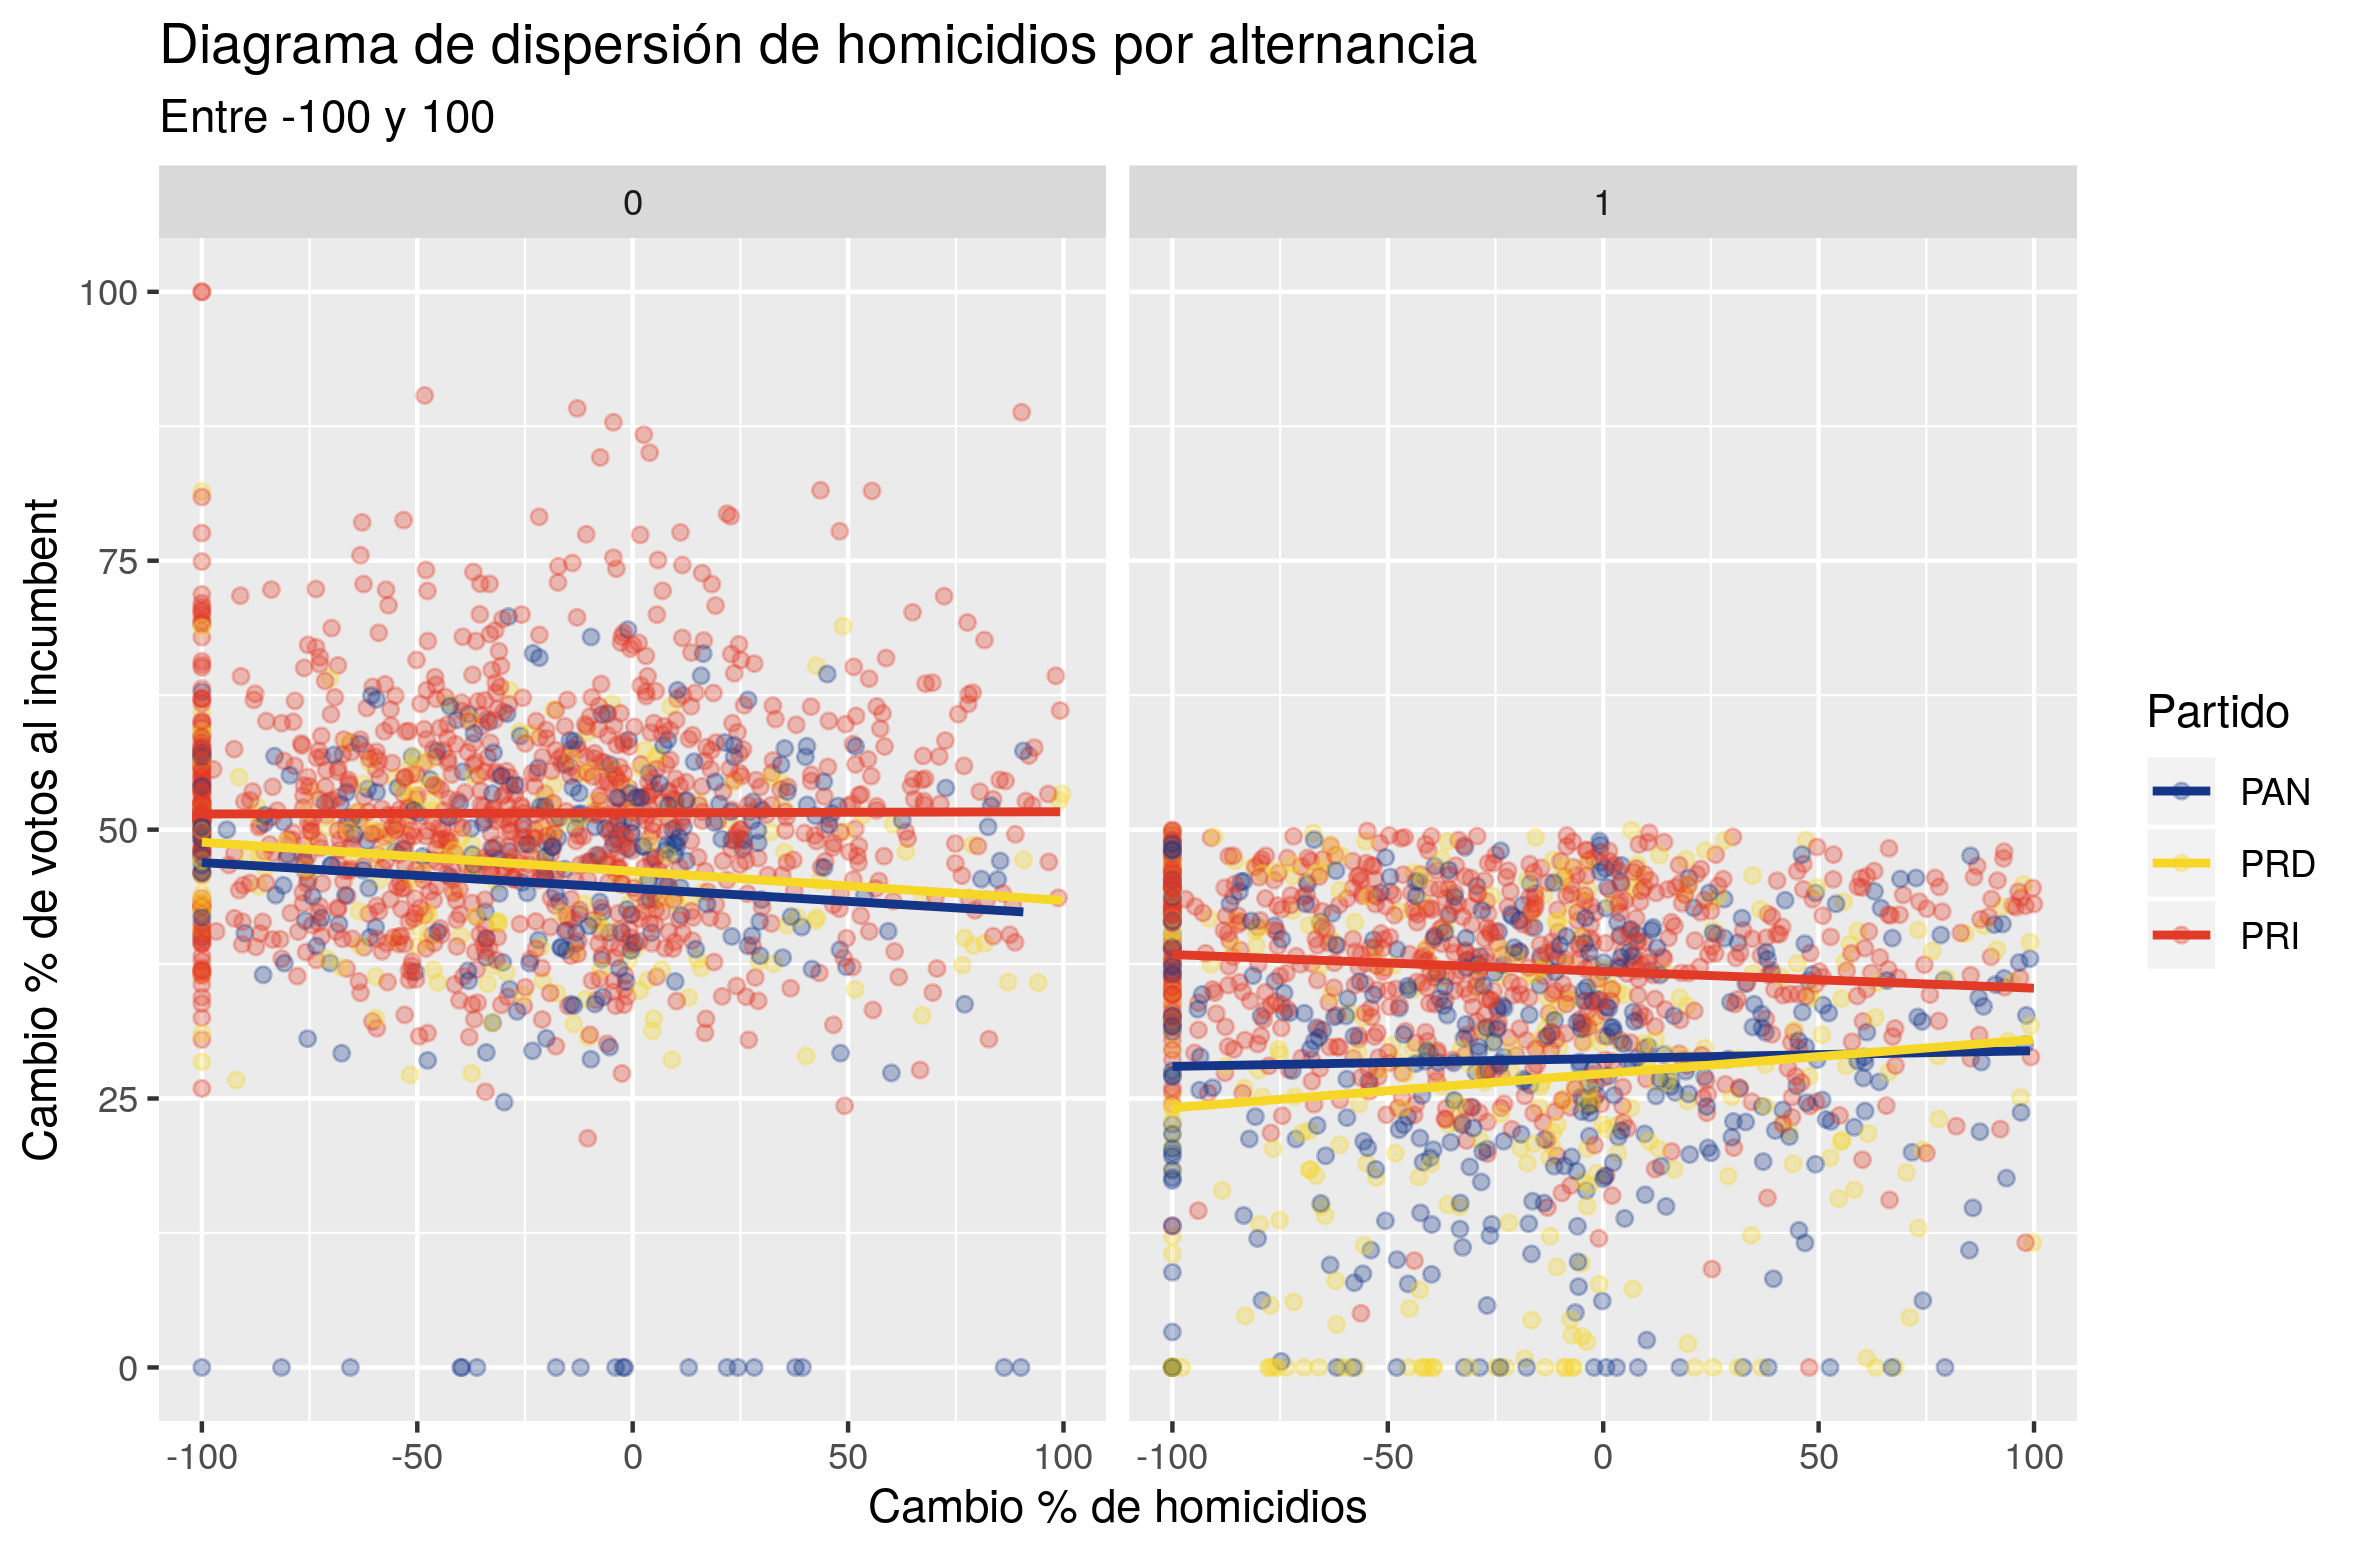 Diagrama de dispersión de homicidios por alternancia
Entre -100 y 100
0
1
Cambio % de votos al incumbent
100
75
50
25
0
-100
-50
0
50
100
-100
-50
0
50
100
Cambio % de homicidios
Partido
PAN
PRD
PRI